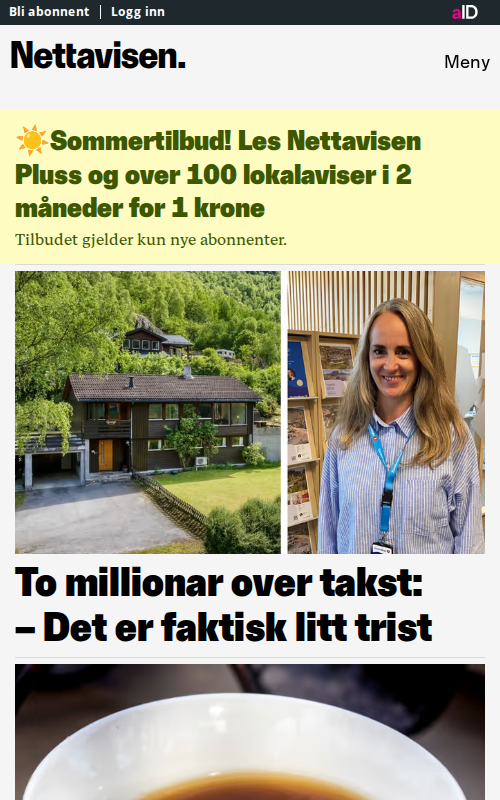 Bli abonnent
Logg inn
aID
Nettavisen.
Meny
Sommertilbud! Les Nettavisen
Pluss og over 100 lokalaviser i 2
måneder for 1 krone
Tilbudet gjelder kun nye abonnenter.
To millionar over takst:
– Det er faktisk litt trist